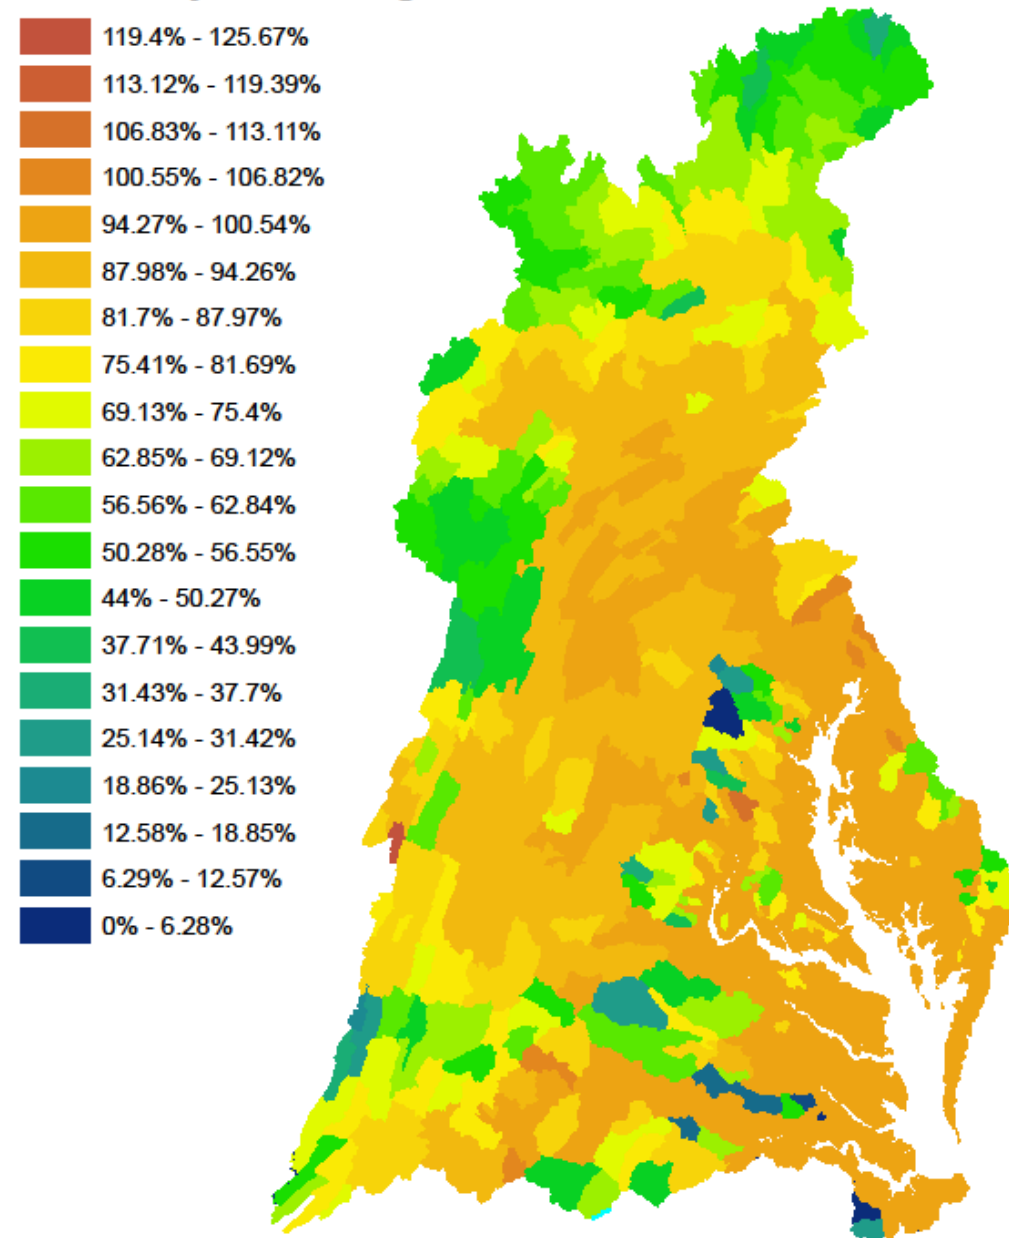 119.4% - 125.67%
113.12% - 119.39%
106.83% - 113.11%
100.55% - 106.82%
94.27% - 100.54%
87.98% - 94.26%
81.7% - 87.97%
75.41% - 81.69%
69.13% - 75.4%
62.85% - 69.12%
56.56% - 62.84%
50.28% - 56.55%
44% - 50.27%
37.71% - 43.99%
31.43% - 37.7%
25.14% - 31.42%
18.86% - 25.13%
12.58% - 18.85%
6.29% - 12.57%
0% - 6.28%